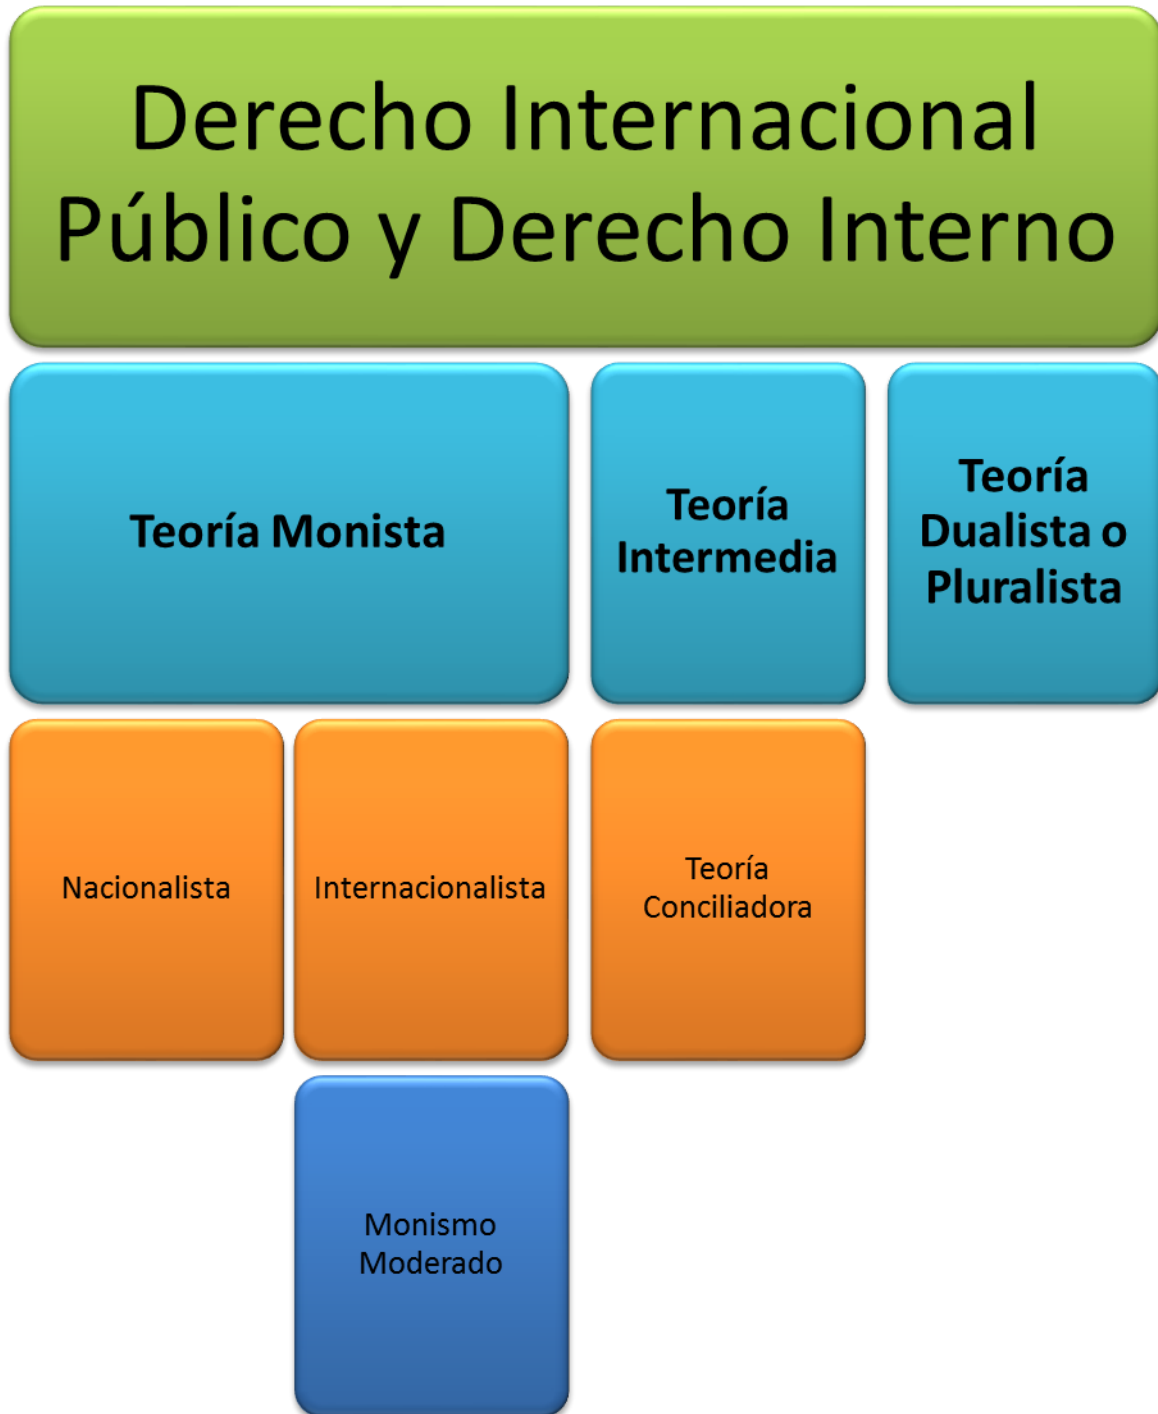 Derecho Internacional
Público y Derecho Interno
Teoría Monista
Teoría
Intermedia
Teoría
Dualista o
Pluralista
Nacionalista
Internacionalista
Teoría
Conciliadora
Monismo
Moderado